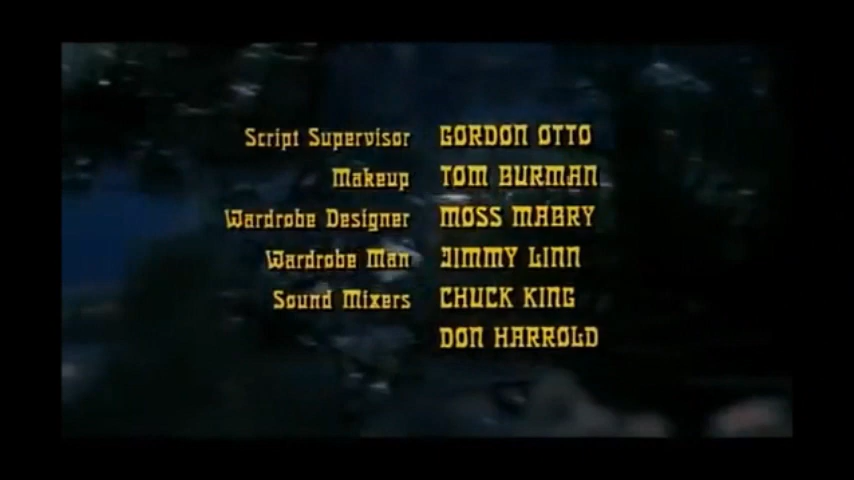 Script Supervisor GORDON OTTO
Makeup TOM BURMAN
Wardrobe Designer MOSS MABRY
Wardrobe Man JIMMY LINN
Sound Mixers CHUCK KING
DON HARROLD